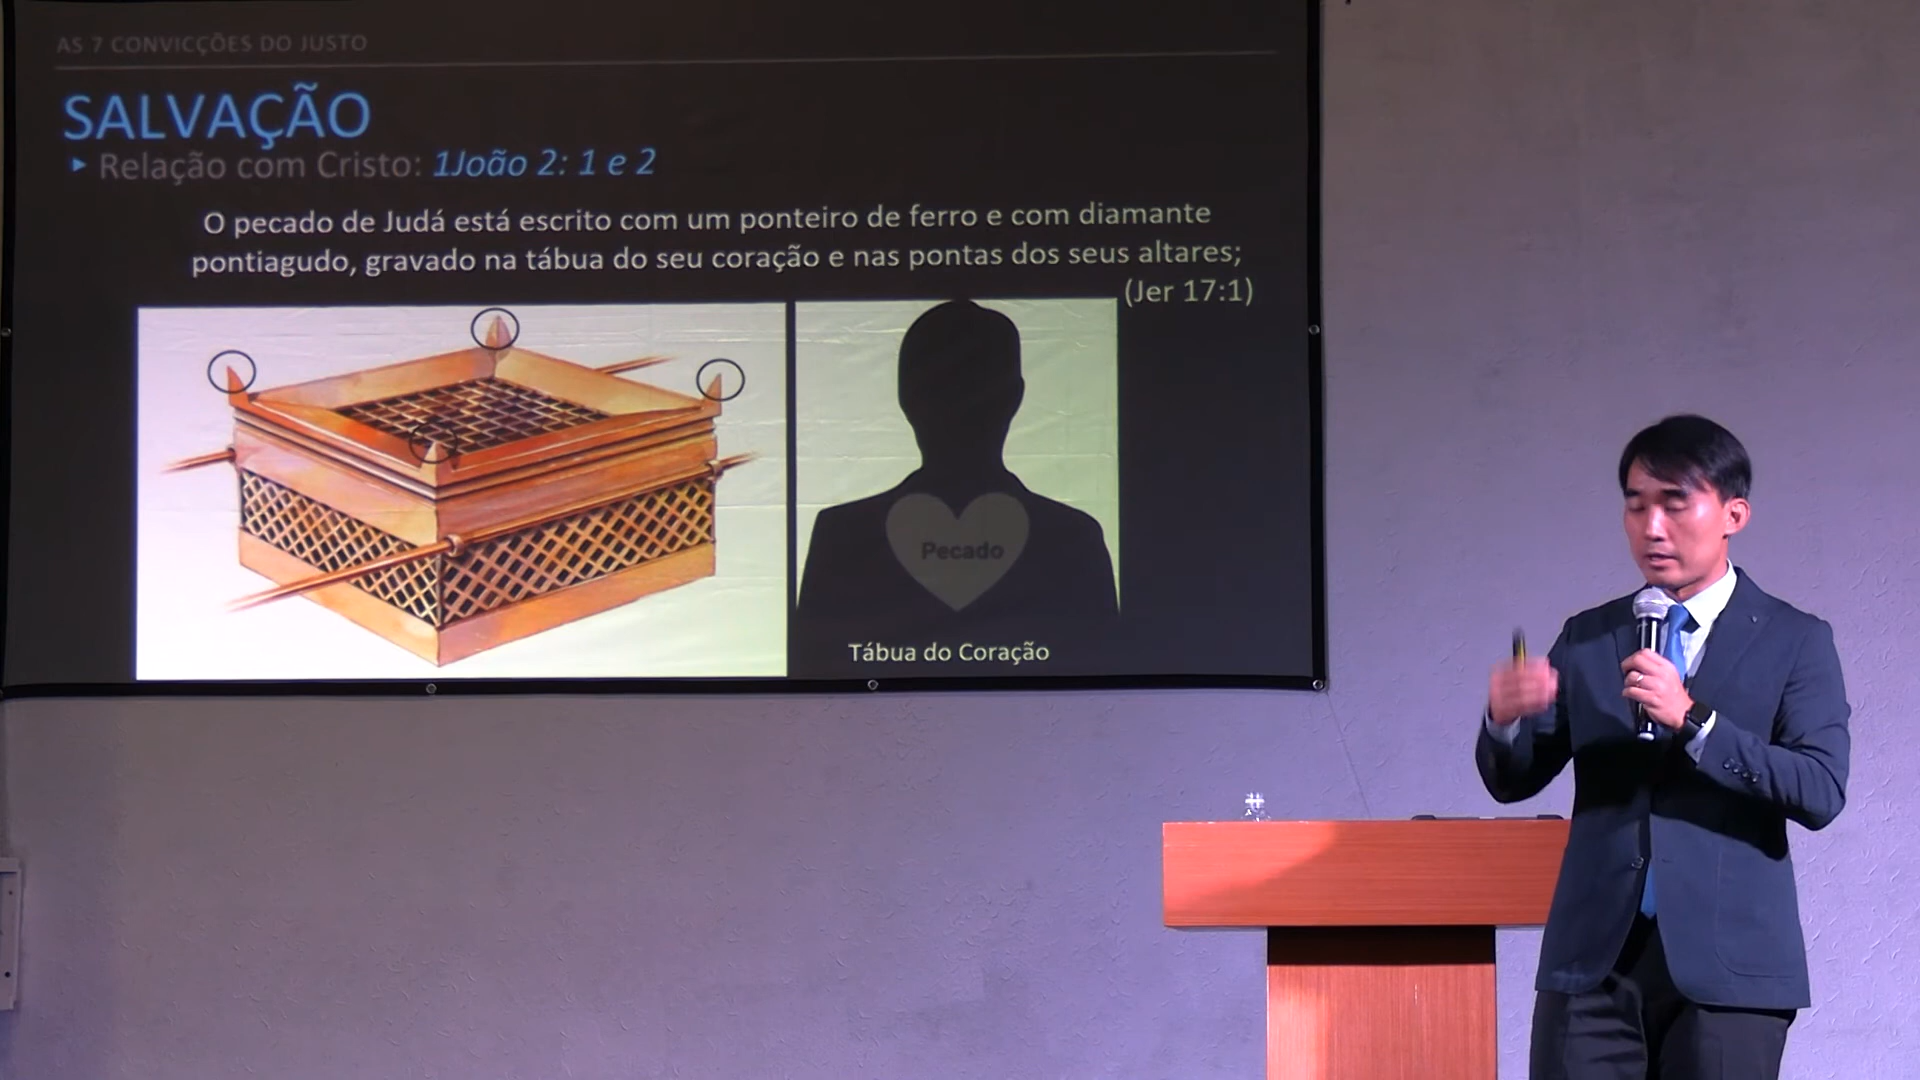 AS 7 CONVICÇÕES DO JUSTO
SALVAÇÃO
Relação com Cristo: 1João 2: 1 e 2
O pecado de Judá está escrito com um ponteiro de ferro e com diamante
pontiagudo, gravado na tábua do seu coração e nas pontas dos seus altares;
(Jer 17:1)
Pecado
Tábua do Coração